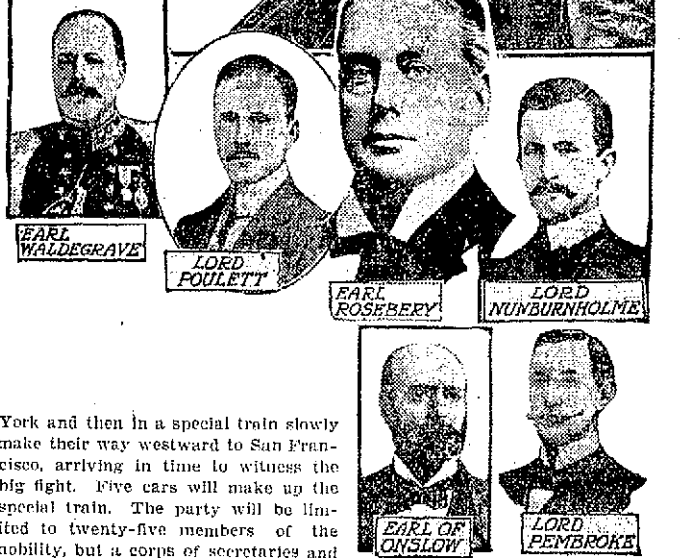 EARL
WALDEGRAVE
LORD
POULETT
EARL
ROSEBERY
LORD
NUNBURNHOLME
EARL OF
ONSLOW
LORD
PEMBROKE
York and then in a special train slowly
make their way westward to San Fran-
cisco, arriving in time to witness the
big fight. Five cars will make up the
special train. The party will be lim-
ited to twenty-five members of the
nobility, but a corps of secretaries and